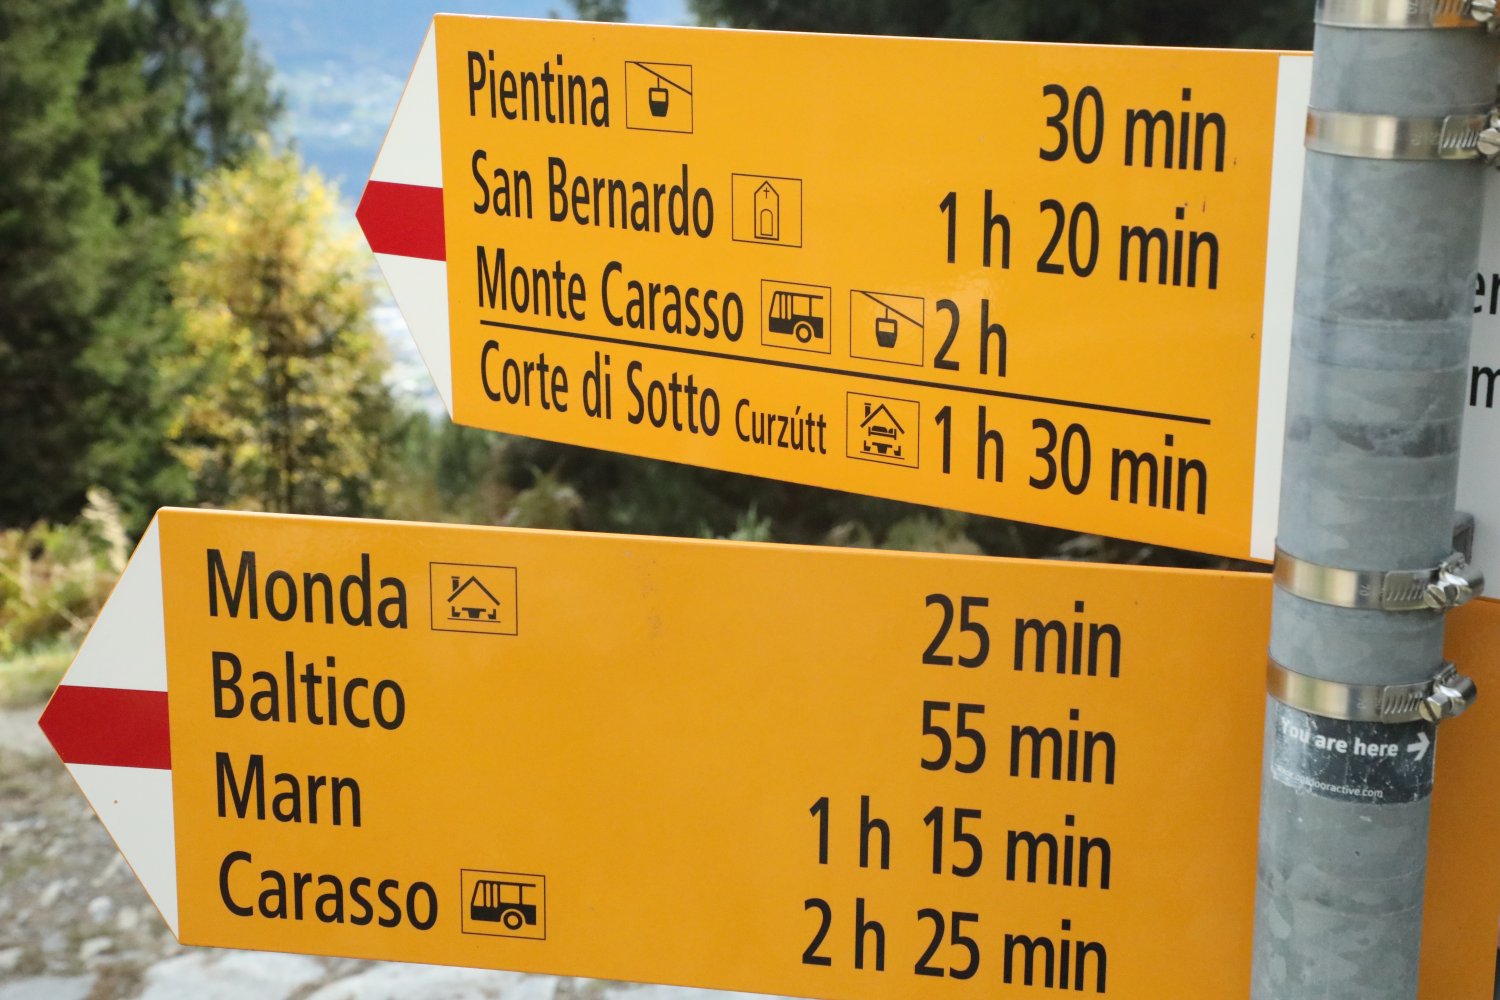 Pientina 30 min
San Bernardo 1 h 20 min
Monte Carasso 2 h
Corte di Sotto Curzútt 1 h 30 min
Monda 25 min
Baltico 55 min
Marn 1 h 15 min
Carasso 2 h 25 min
You are here